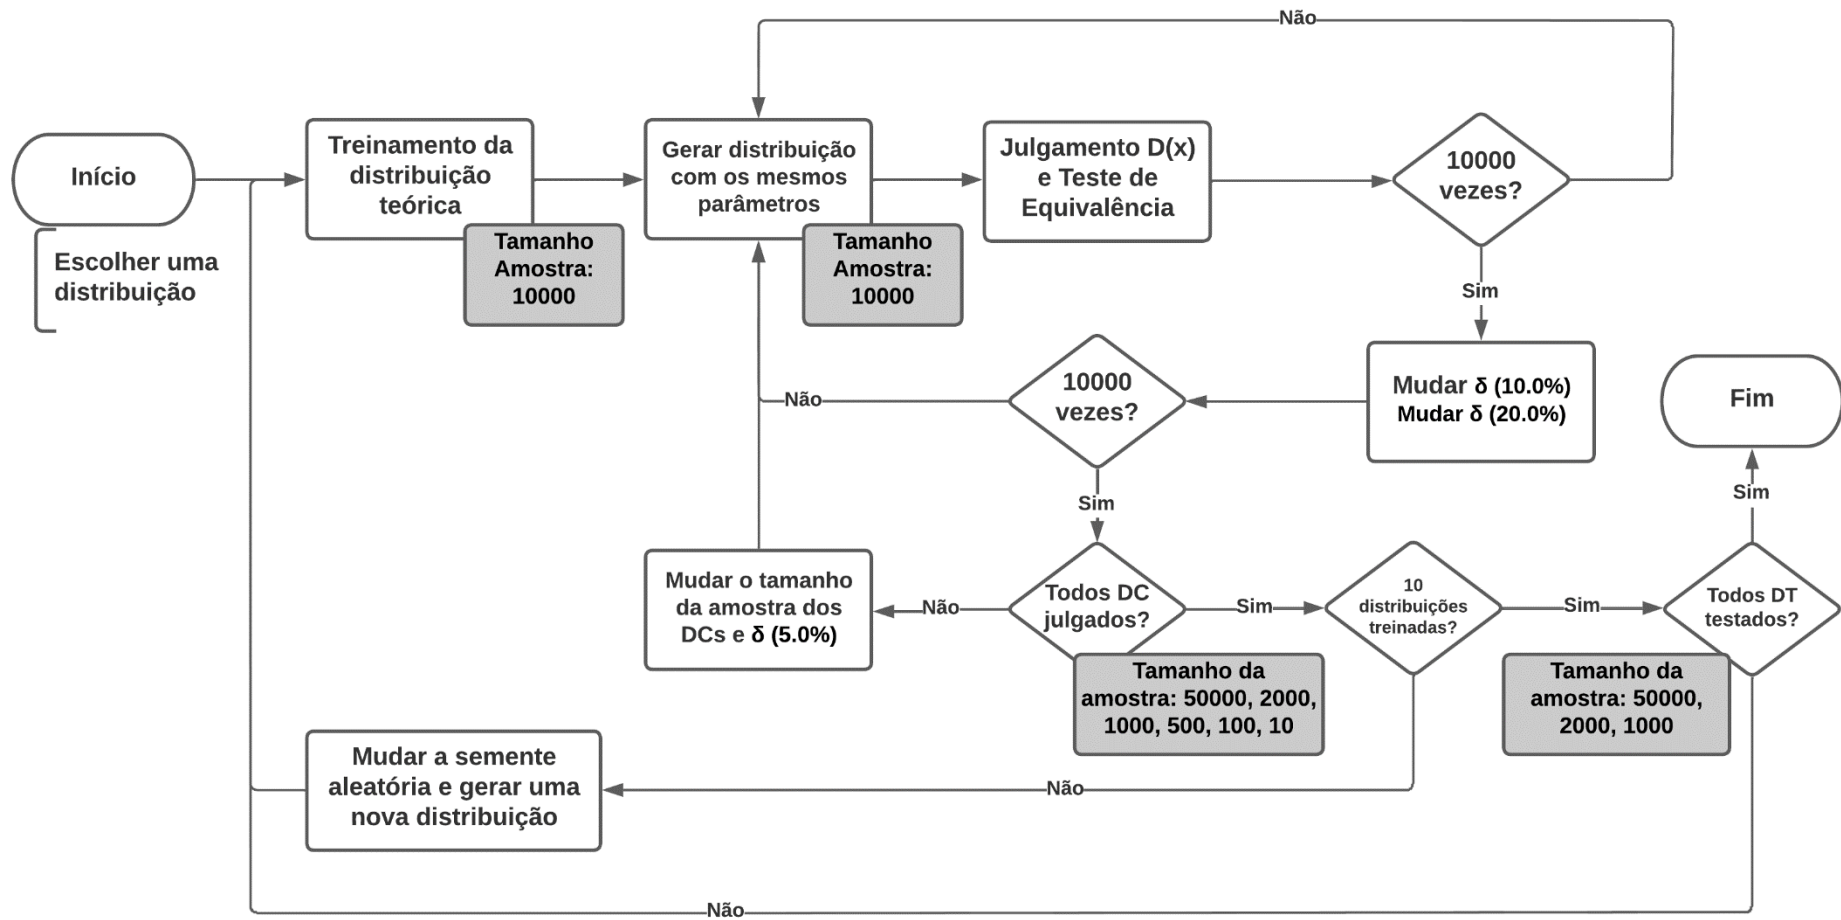 Não
Início
Escolher uma
distribuição
Treinamento da
distribuição
teórica
Tamanho
Amostra:
10000
Gerar distribuição
com os mesmos
parâmetros
Tamanho
Amostra:
10000
Julgamento D(x)
e Teste de
Equivalência
10000
vezes?
Sim
Mudar δ (10.0%)
Mudar δ (20.0%)
10000
vezes?
Não
Sim
Fim
Sim
Mudar o tamanho
da amostra dos
DCs e δ (5.0%)
Não
Todos DC
julgados?
Tamanho da
amostra: 50000, 2000,
1000, 500, 100, 10
Sim
10
distribuições
treinadas?
Sim
Todos DT
testados?
Tamanho da
amostra: 50000,
2000, 1000
Mudar a semente
aleatória e gerar uma
nova distribuição
Não
Não